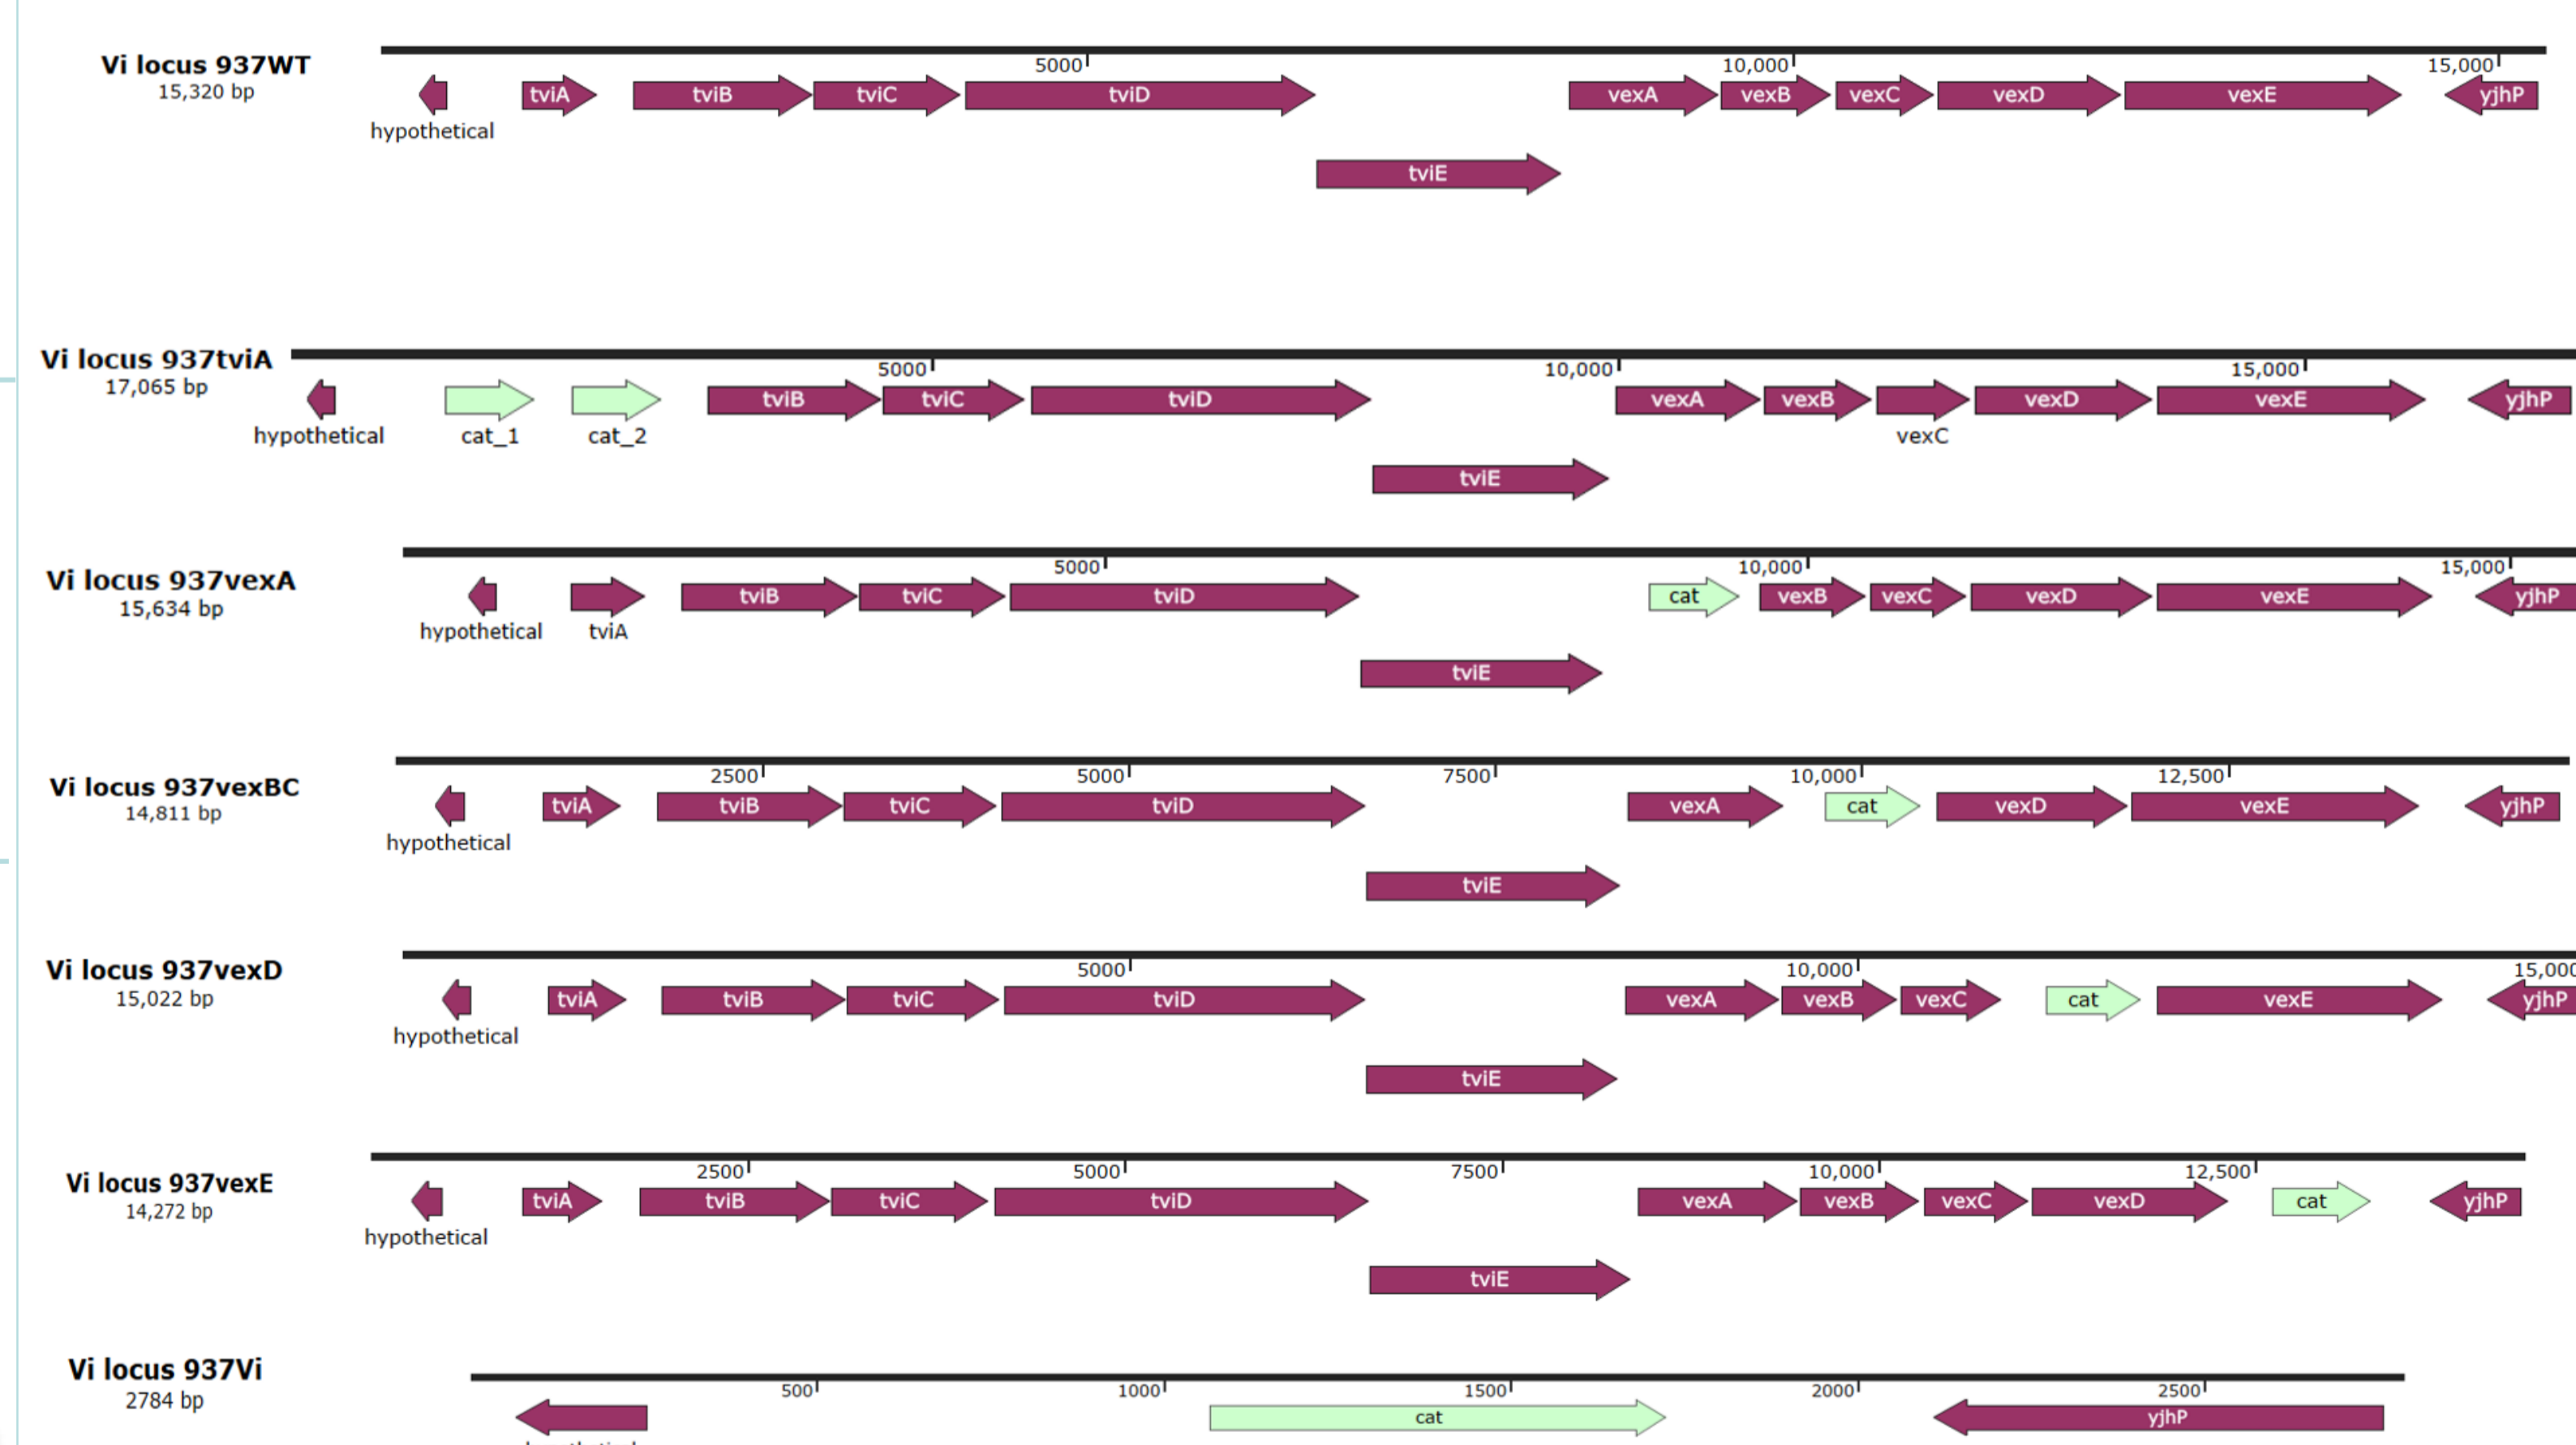 Vi locus 937WT
15,320 bp
5000 10,000 15,000
tviA tviB tviC tviD vexA vexB vexC vexD vexE yjhP
hypothetical
tviE
Vi locus 937tviA
17,065 bp
5000 10,000 15,000
tviB tviC tviD vexA vexB vexD vexE yjhP
hypothetical cat_1 cat_2 vexC
tviE
Vi locus 937vexA
15,634 bp
5000 10,000 15,000
tviB tviC tviD cat vexB vexC vexD vexE yjhP
hypothetical tviA
tviE
Vi locus 937vexBC
14,811 bp
2500 5000 7500 10,000 12,500
tviA tviB tviC tviD vexA cat vexD vexE yjhP
hypothetical
tviE
Vi locus 937vexD
15,022 bp
5000 10,000 15,000
tviA tviB tviC tviD vexA vexB vexC cat vexE yjhP
hypothetical
tviE
Vi locus 937vexE
14,272 bp
2500 5000 7500 10,000 12,500
tviA tviB tviC tviD vexA vexB vexC vexD cat yjhP
hypothetical
tviE
Vi locus 937Vi
2784 bp
500 1000 1500 2000 2500
cat yjhP